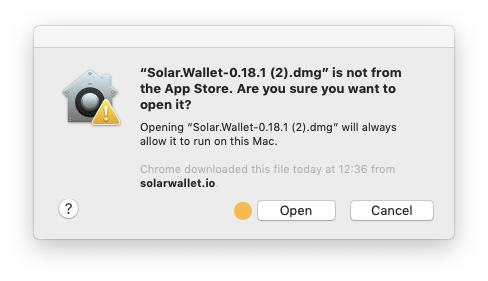 “Solar.Wallet-0.18.1 (2).dmg” is not from
the App Store. Are you sure you want to
open it?
Opening “Solar.Wallet-0.18.1 (2).dmg” will always
allow it to run on this Mac.
Chrome downloaded this file today at 12:36 from
solarwallet.io.
? Open Cancel